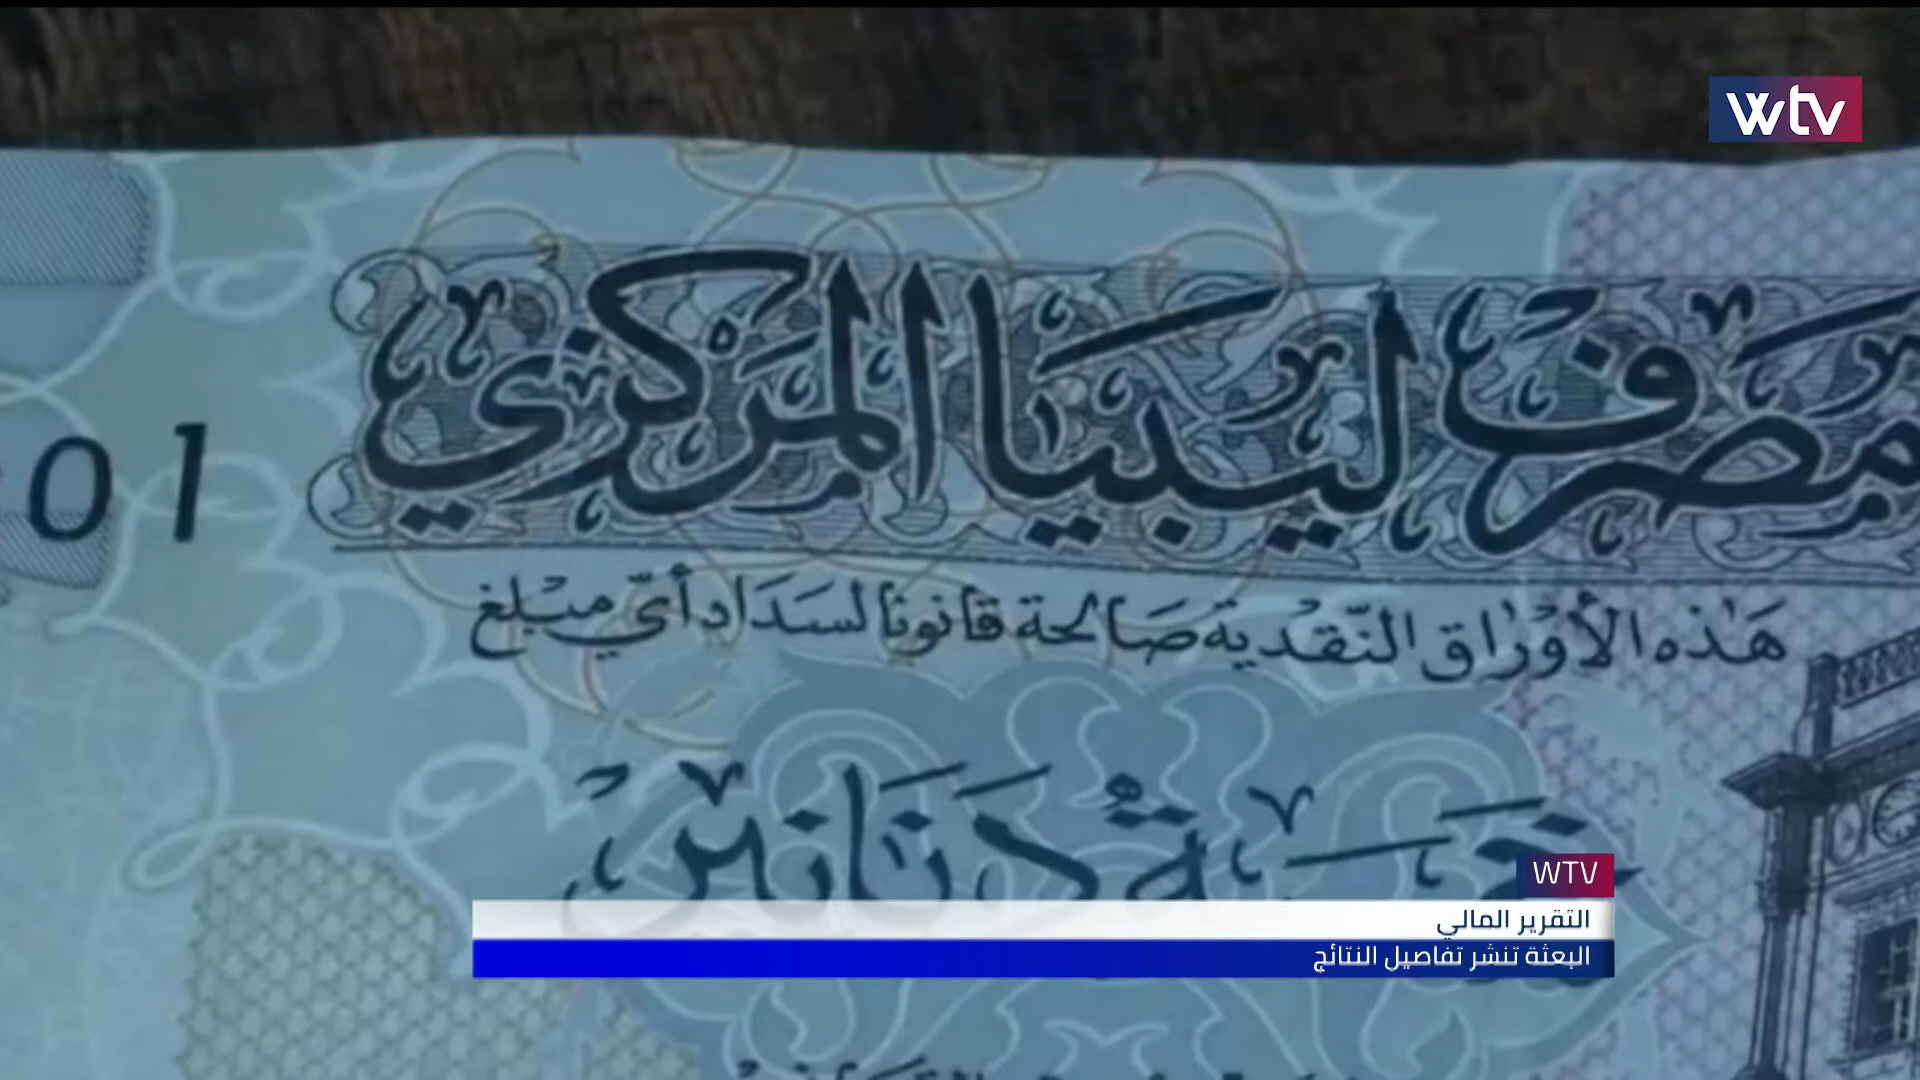 wtv
مصرف ليبيا المركزي
01
هذه الأوراق النقدية صالحة قانونا لسداد أي مبلغ
خمسة دنانير
WTV
التقرير المالي
البعثة تنشر تفاصيل النتائج